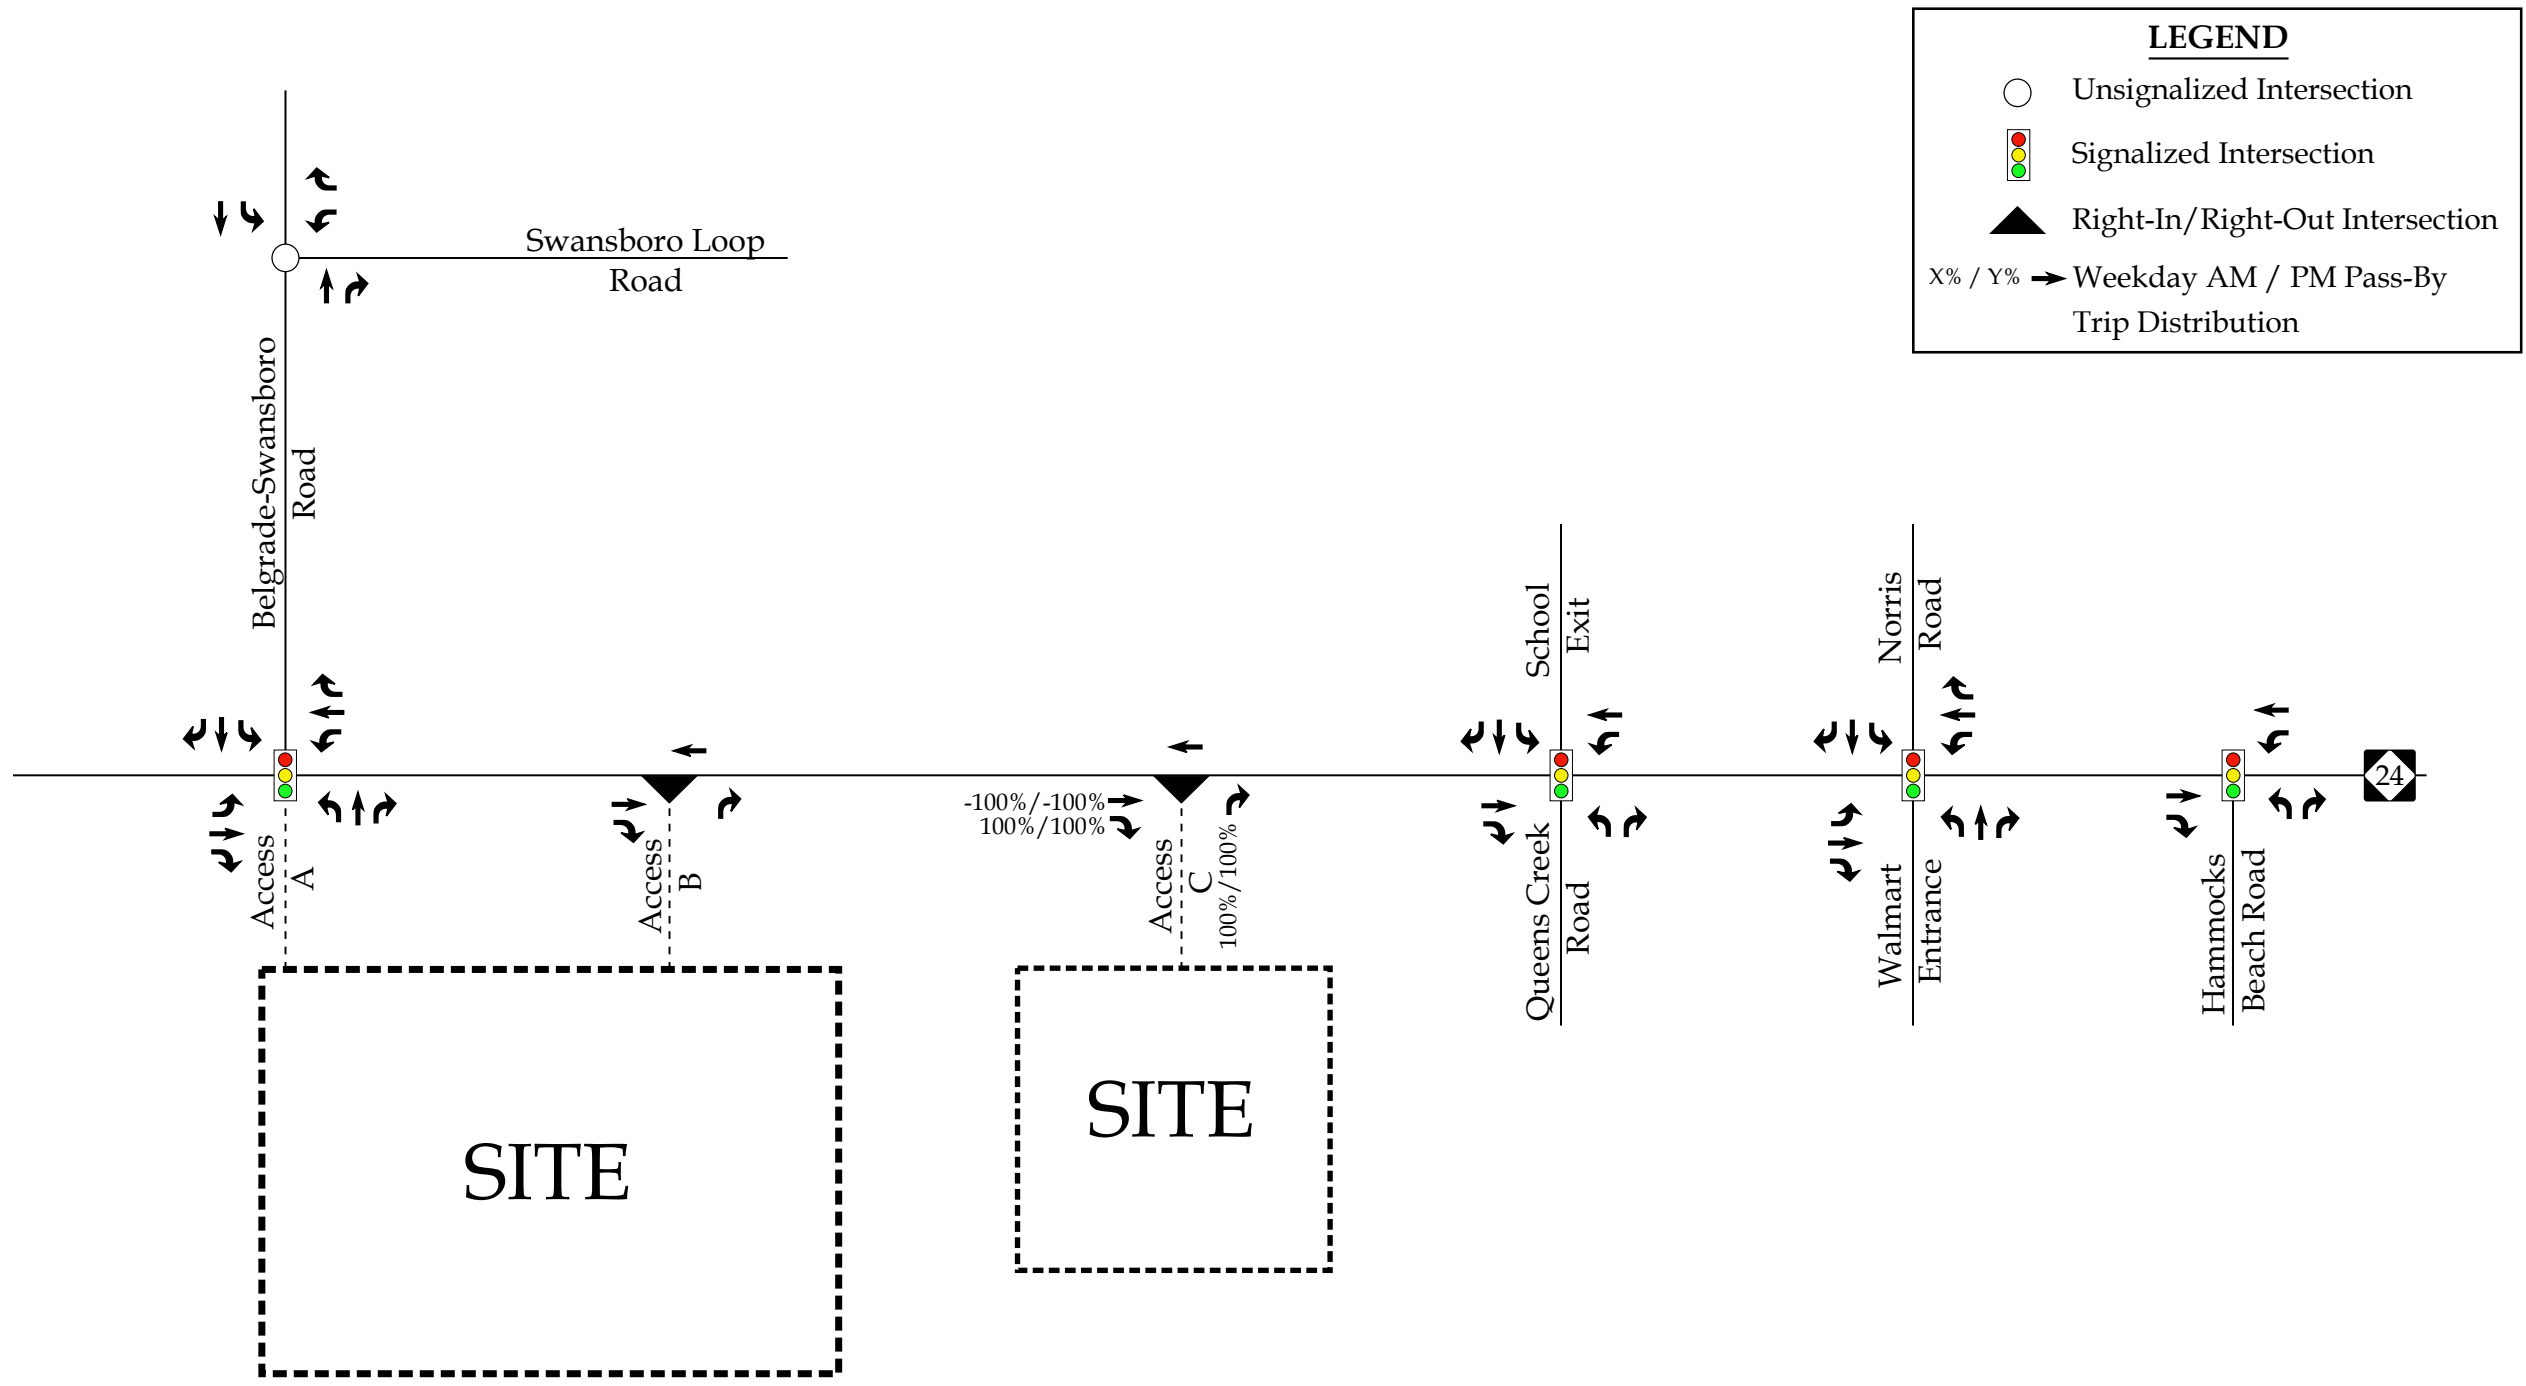 LEGEND
Unsignalized Intersection
Signalized Intersection
Right-In/Right-Out Intersection
X% / Y%
Weekday AM / PM Pass-By
Trip Distribution
Swansboro Loop
Road
Belgrade-Swansboro
Road
School
Exit
Norris
Road
24
-100%/-100%
100%/100%
Access
A
Access
B
Access
C
100%/100%
Queens Creek
Road
Walmart
Entrance
Hammocks
Beach Road
SITE
SITE